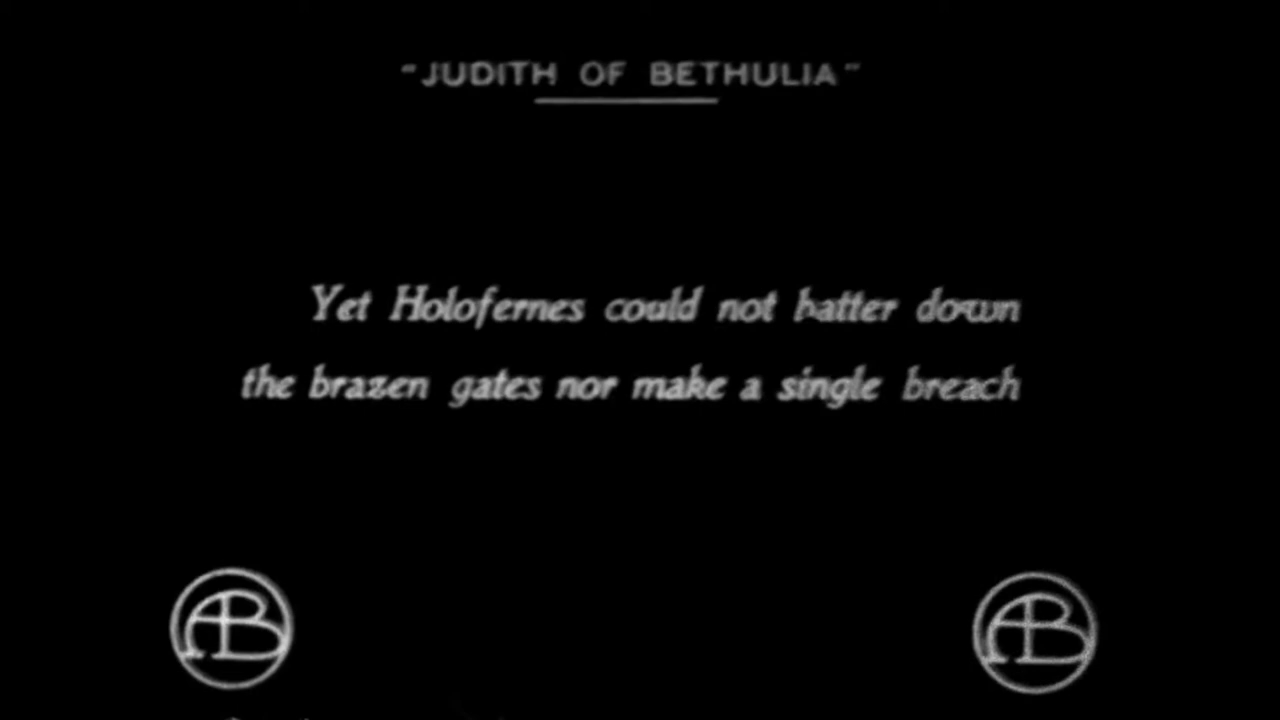 "JUDITH OF BETHULIA"
Yet Holofernes could not batter down
the brazen gates nor make a single breach
AB
AB